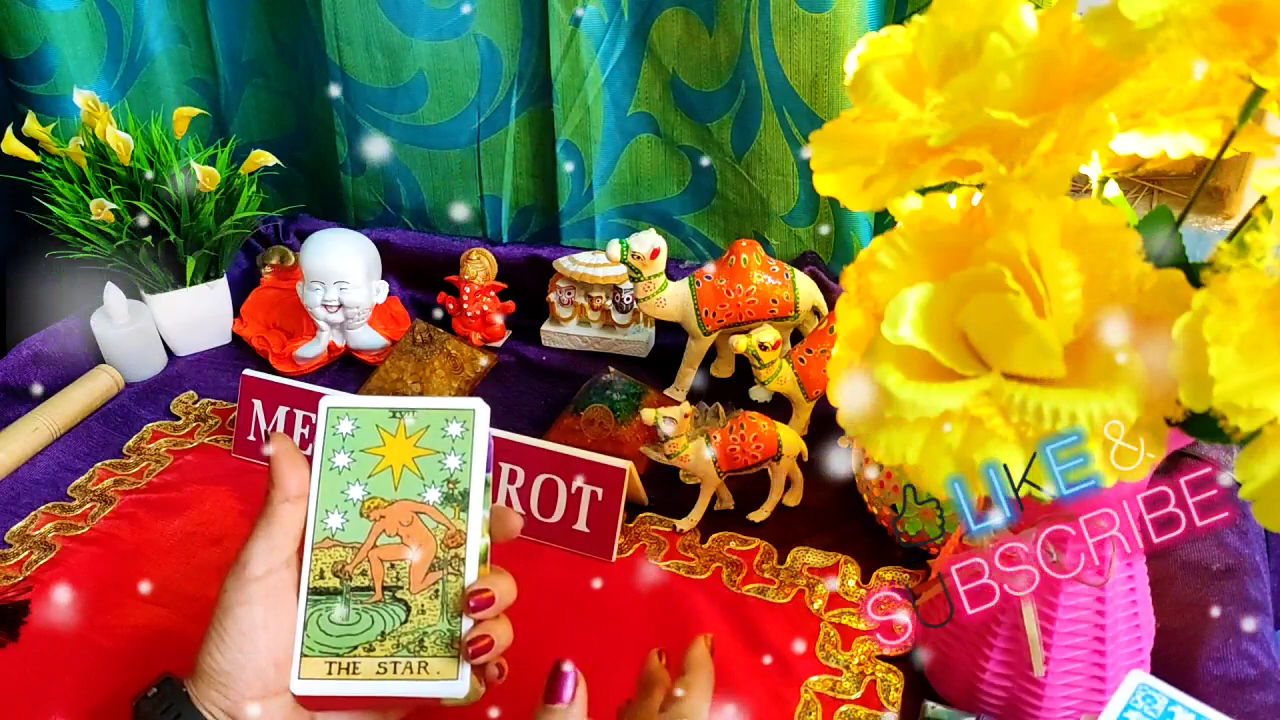 ME
ROT
XVII
THE STAR.
LIKE &
SUBSCRIBE